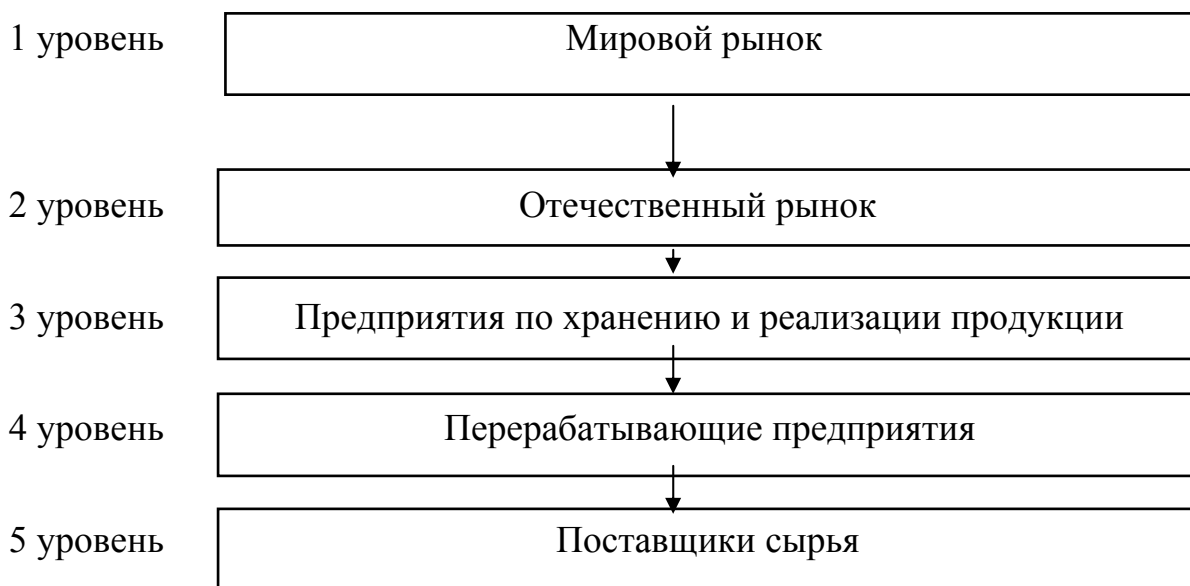 1 уровень Мировой рынок
2 уровень Отечественный рынок
3 уровень Предприятия по хранению и реализации продукции
4 уровень Перерабатывающие предприятия
5 уровень Поставщики сырья